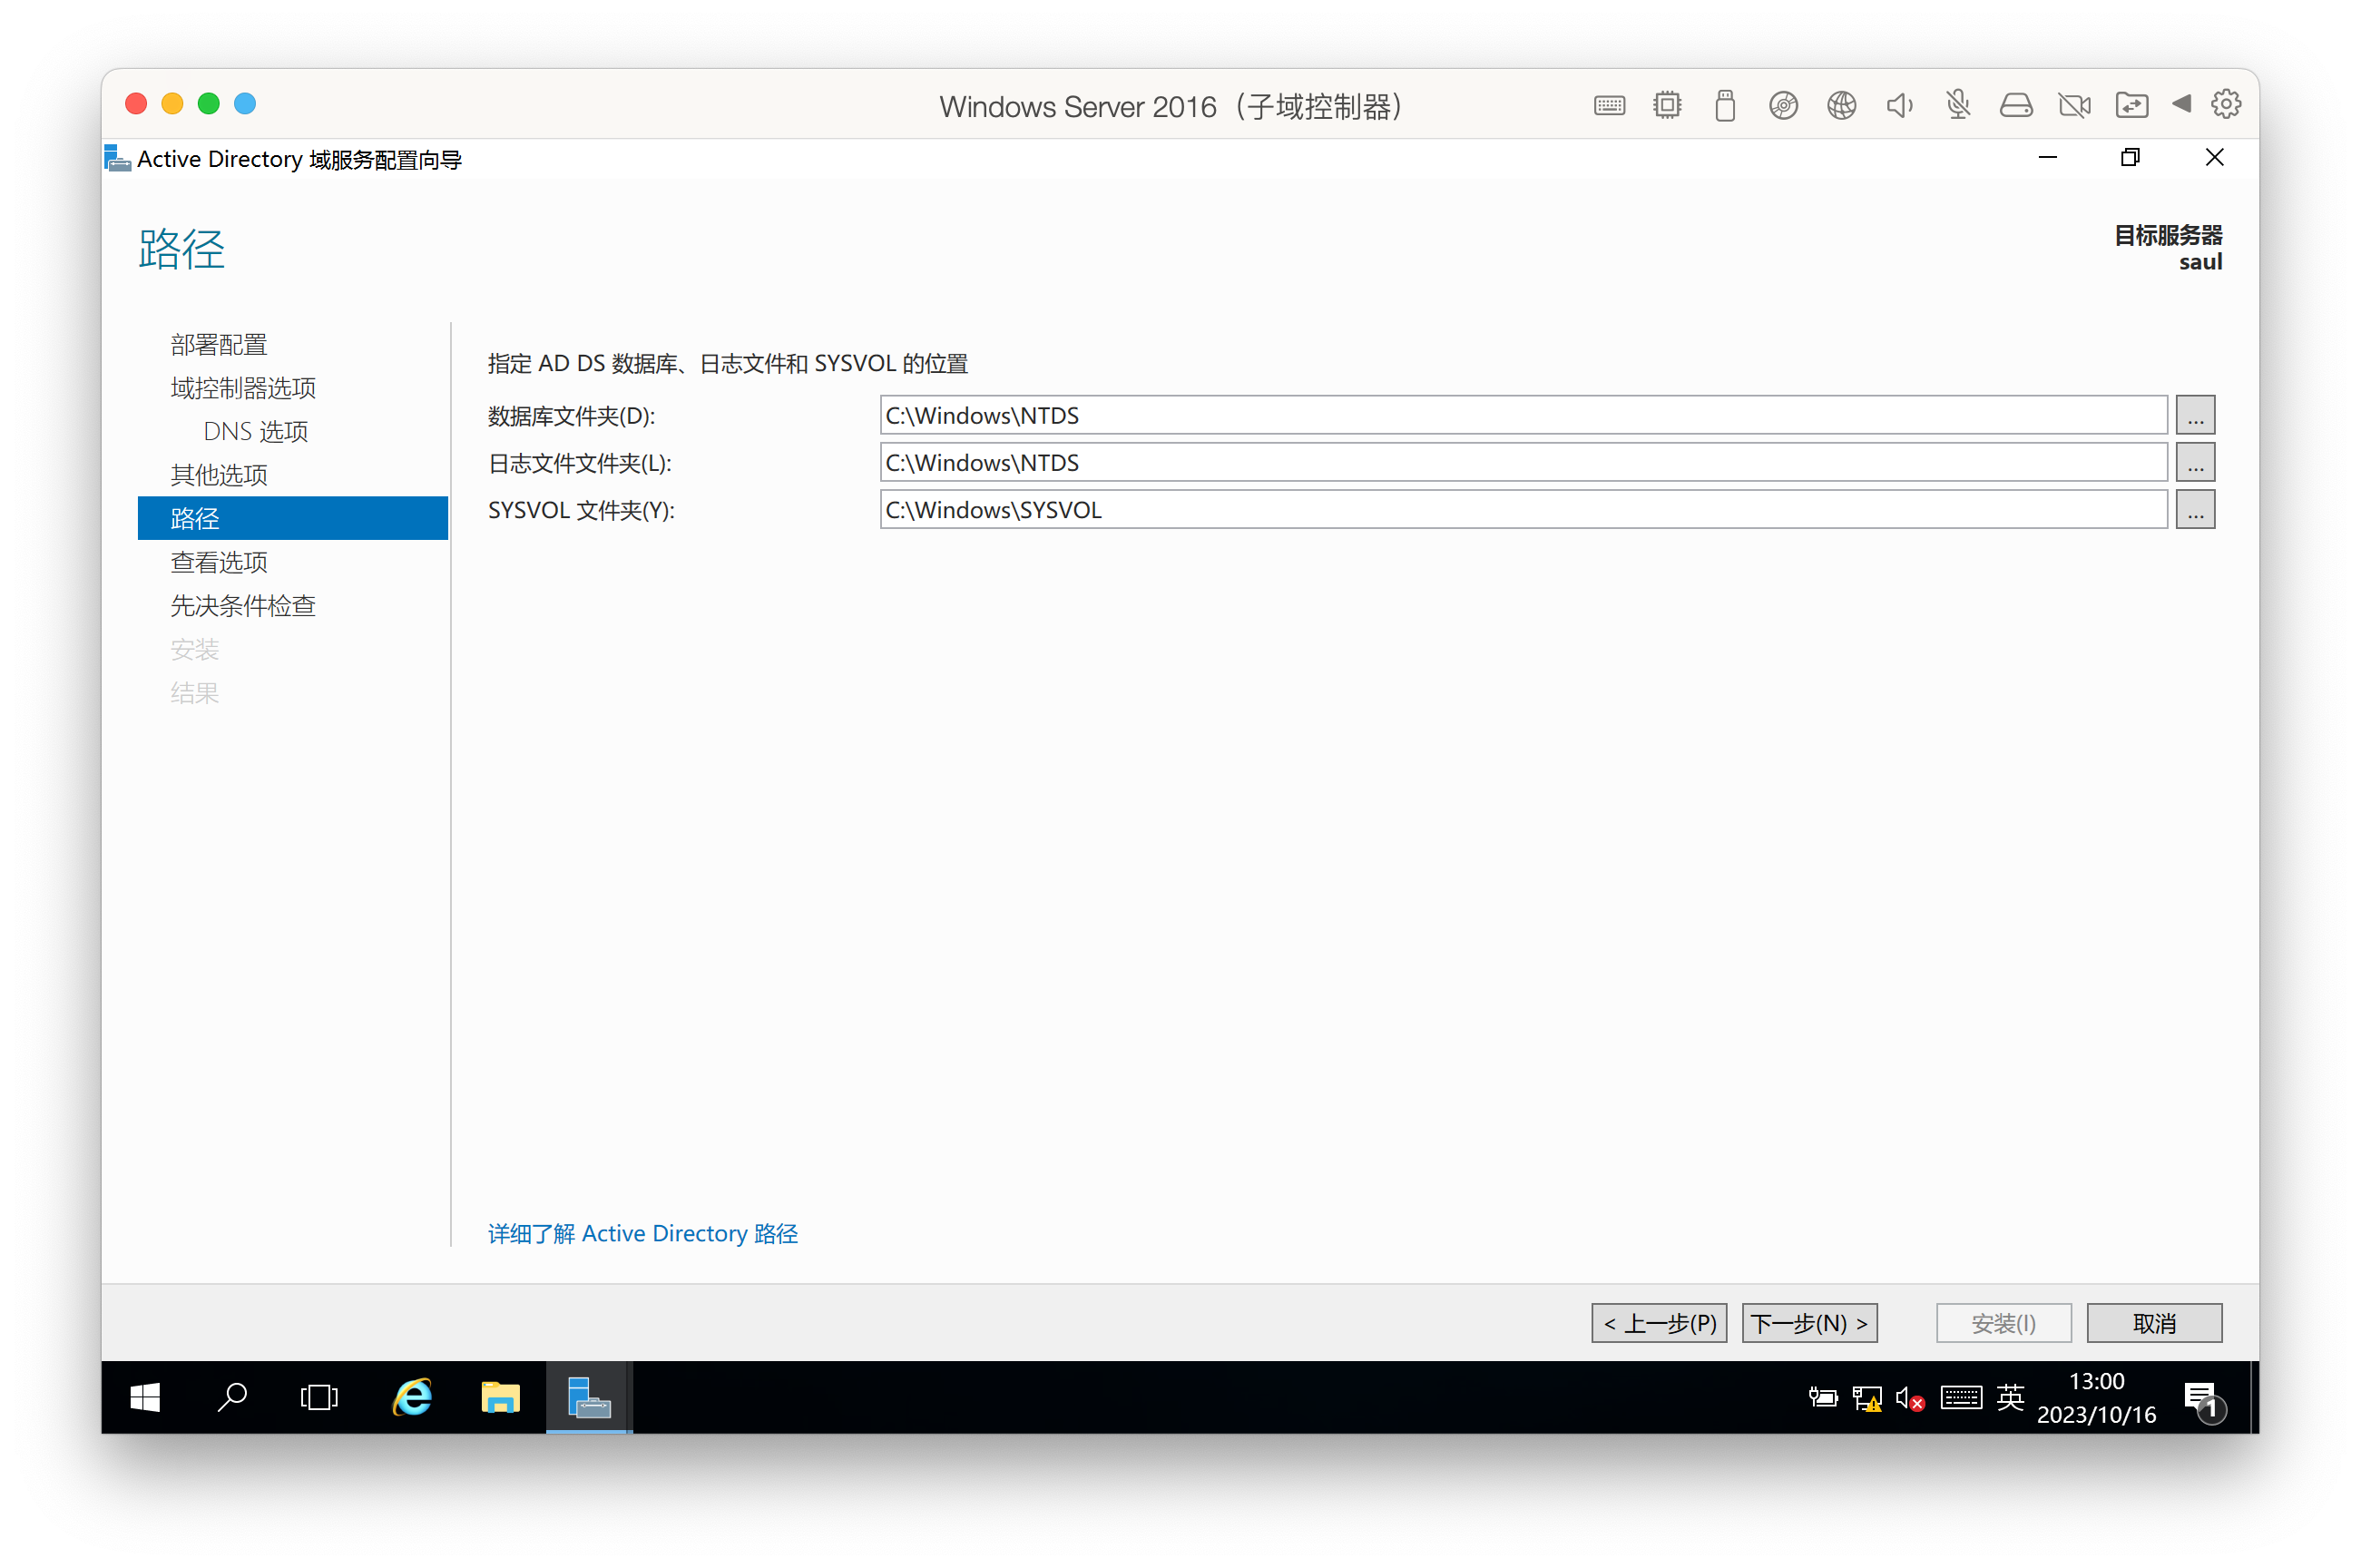 Windows Server 2016（子域控制器）
Active Directory 域服务配置向导
路径
目标服务器
saul
部署配置
域控制器选项
DNS 选项
其他选项
路径
查看选项
先决条件检查
安装
结果
指定 AD DS 数据库、日志文件和 SYSVOL 的位置
数据库文件夹(D): C:\Windows\NTDS ...
日志文件文件夹(L): C:\Windows\NTDS ...
SYSVOL 文件夹(Y): C:\Windows\SYSVOL ...
详细了解 Active Directory 路径
< 上一步(P) 下一步(N) > 安装(I) 取消
英 13:00
2023/10/16 1